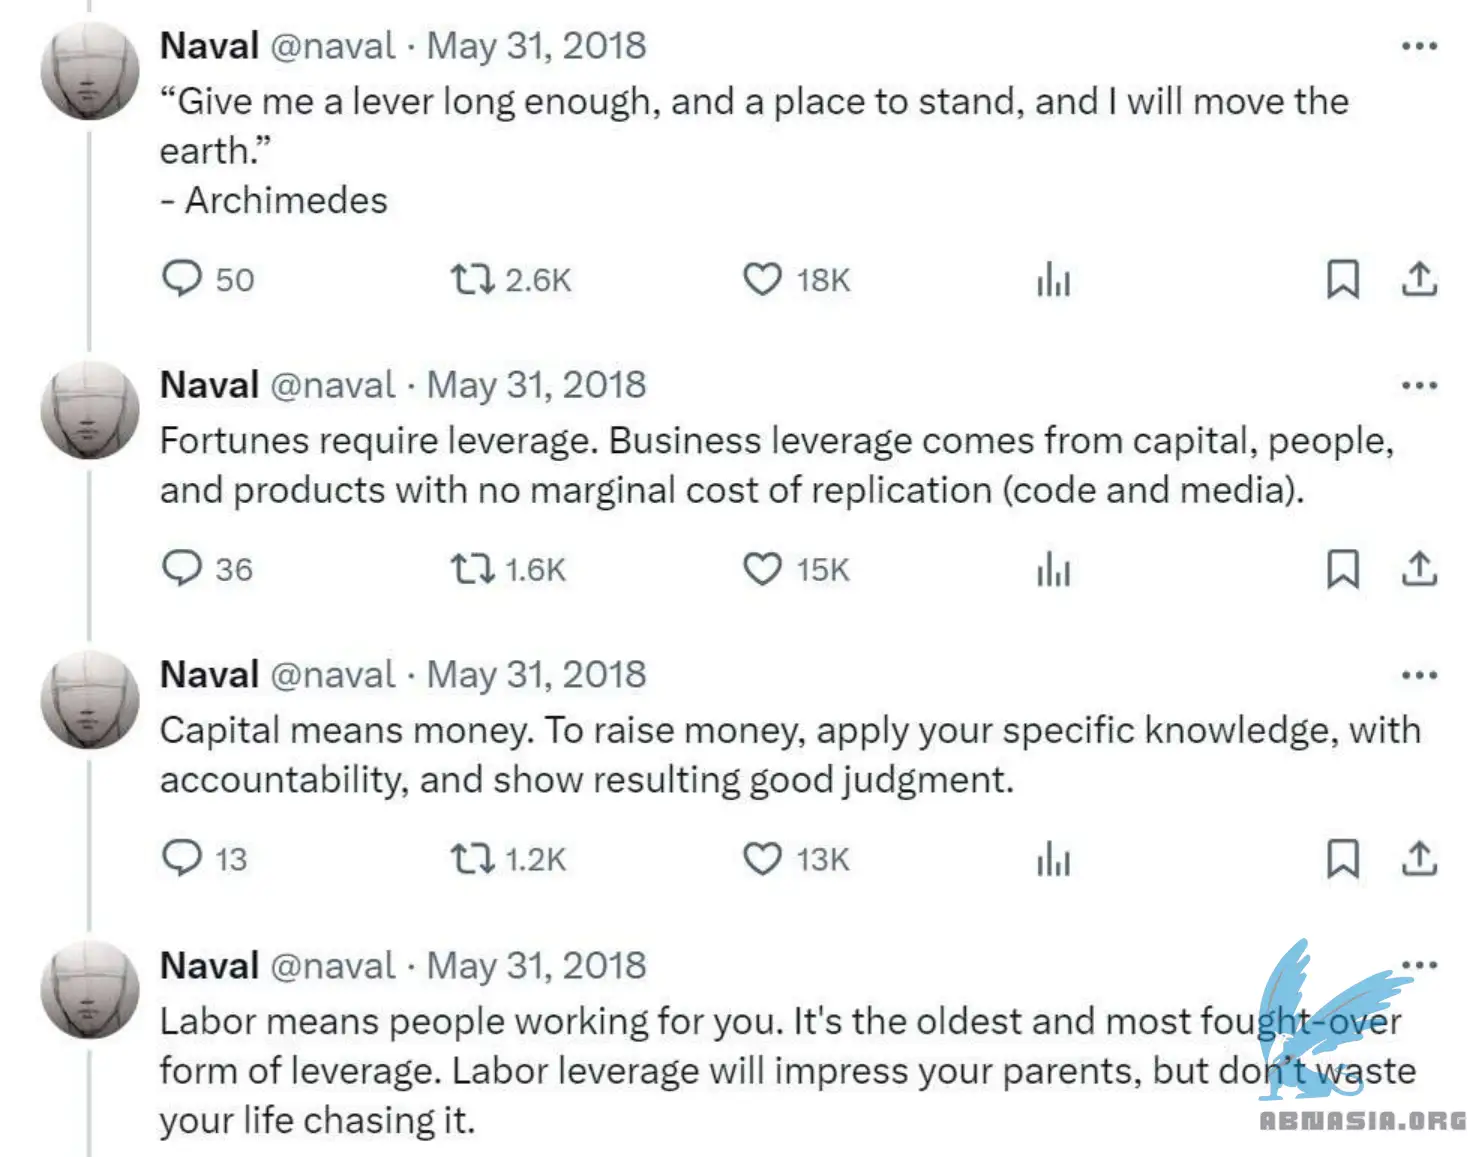 Naval @naval · May 31, 2018
“Give me a lever long enough, and a place to stand, and I will move the
earth.”
- Archimedes
50 2.6K 18K
Naval @naval · May 31, 2018
Fortunes require leverage. Business leverage comes from capital, people,
and products with no marginal cost of replication (code and media).
36 1.6K 15K
Naval @naval · May 31, 2018
Capital means money. To raise money, apply your specific knowledge, with
accountability, and show resulting good judgment.
13 1.2K 13K
Naval @naval · May 31, 2018
Labor means people working for you. It's the oldest and most fought-over
form of leverage. Labor leverage will impress your parents, but don’t waste
your life chasing it.
ABNASIA.ORG